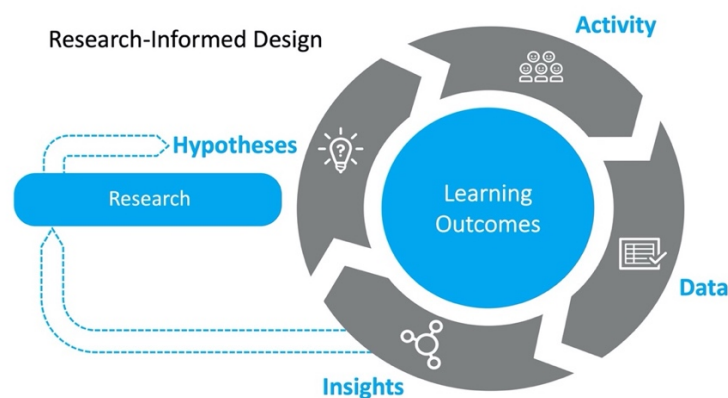 Research-Informed Design
Activity
Hypotheses
?
Research
Learning
Outcomes
Data
Insights